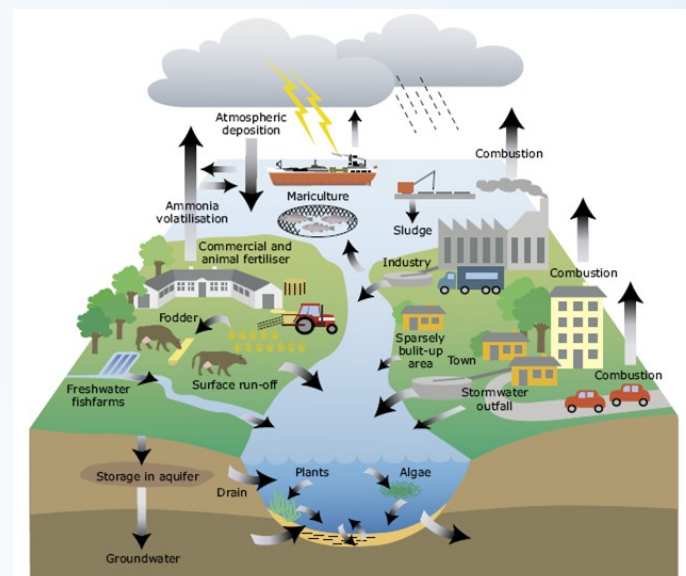 Atmospheric
deposition
Combustion
Mariculture
Ammonia
volatilisation
Sludge
Commercial and
animal fertiliser
Industry
Combustion
Fodder
Sparsely
bulit-up
area
Town
Freshwater
fishfarms
Surface run-off
Stormwater
outfall
Combustion
Storage in aquifer
Drain
Plants
Algae
Groundwater